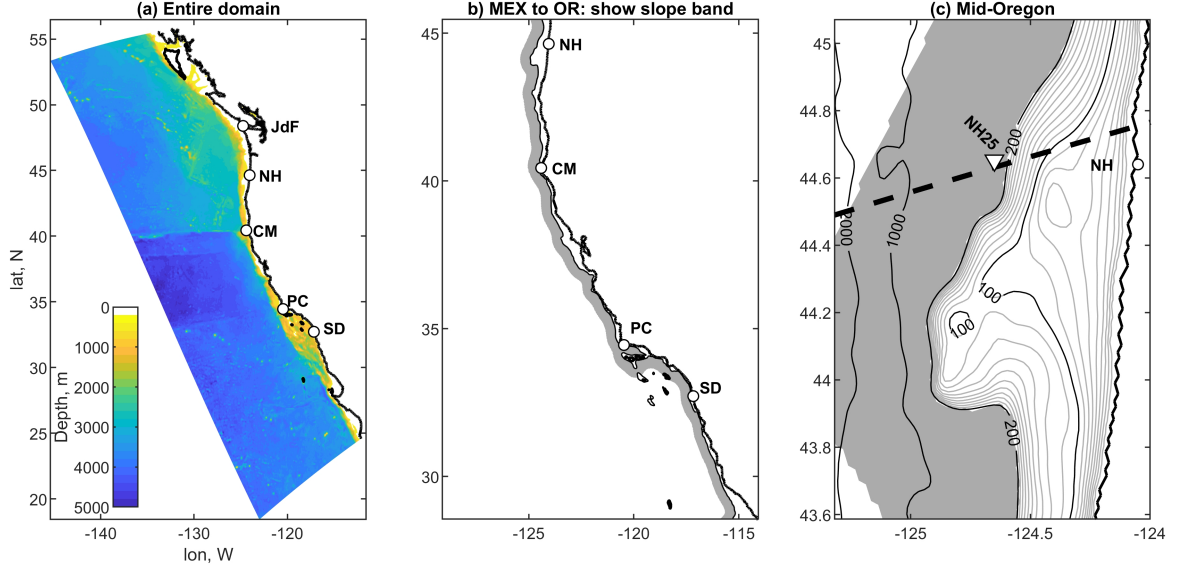 (a) Entire domain
lat, N
55
50
45
40
35
30
25
20
JdF
NH
CM
PC
SD
0
1000
2000
3000
4000
5000
Depth, m
-140
-130
-120
lon, W
b) MEX to OR: show slope band
45
40
35
30
NH
CM
PC
SD
-125
-120
-115
(c) Mid-Oregon
45
44.8
44.6
44.4
44.2
44
43.8
43.6
NH25
200
NH
2000
1000
100
100
200
-125
-124.5
-124